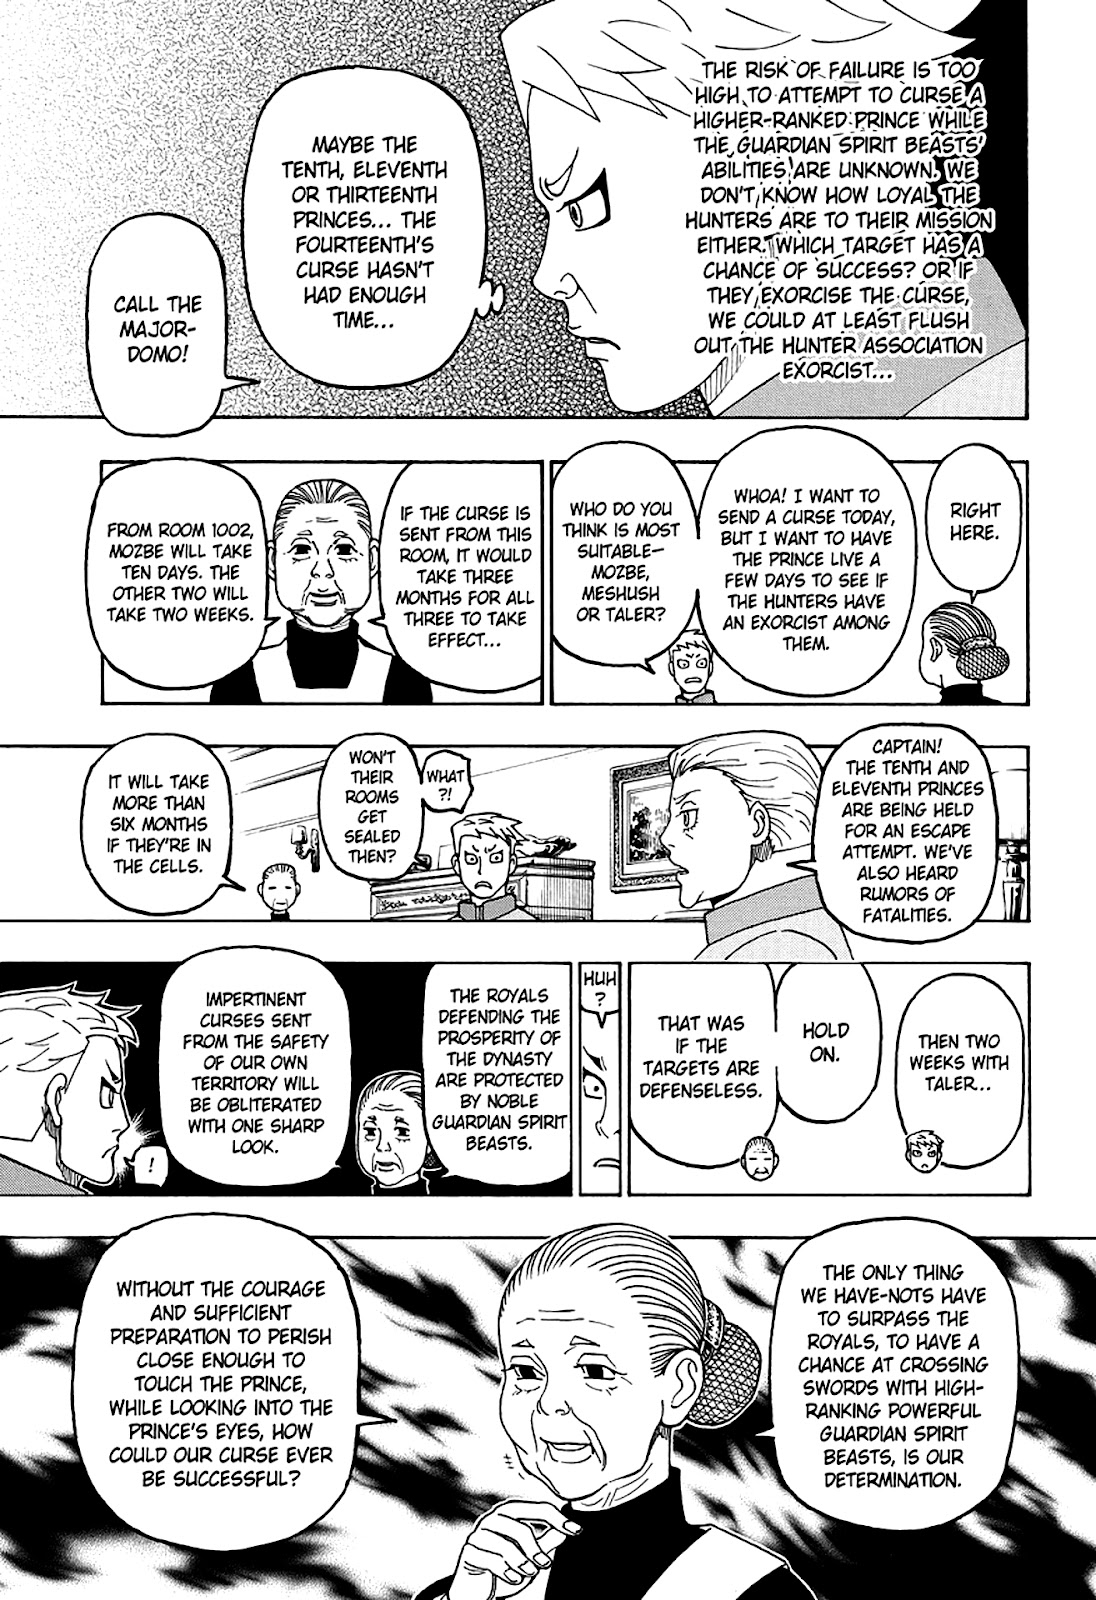 THE RISK OF FAILURE IS TOO
HIGH TO ATTEMPT TO CURSE A
HIGHER-RANKED PRINCE WHILE
THE GUARDIAN SPIRIT BEASTS'
ABILITIES ARE UNKNOWN. WE
DON'T KNOW HOW LOYAL THE
HUNTERS ARE TO THEIR MISSION
EITHER. WHICH TARGET HAS A
CHANCE OF SUCCESS? OR IF
THEY EXORCISE THE CURSE,
WE COULD AT LEAST FLUSH
OUT THE HUNTER ASSOCIATION
EXORCIST...
MAYBE THE
TENTH, ELEVENTH
OR THIRTEENTH
PRINCES... THE
FOURTEENTH'S
CURSE HASN'T
HAD ENOUGH
TIME...
CALL THE
MAJOR-
DOMO!
RIGHT
HERE.
WHOA! I WANT TO
SEND A CURSE TODAY,
BUT I WANT TO HAVE
THE PRINCE LIVE A
FEW DAYS TO SEE IF
THE HUNTERS HAVE
AN EXORCIST AMONG
THEM.
WHO DO YOU
THINK IS MOST
SUITABLE—
MOZBE,
MESHUSH
OR TALER?
IF THE CURSE IS
SENT FROM THIS
ROOM, IT WOULD
TAKE THREE
MONTHS FOR ALL
THREE TO TAKE
EFFECT...
FROM ROOM 1002,
MOZBE WILL TAKE
TEN DAYS. THE
OTHER TWO WILL
TAKE TWO WEEKS.
CAPTAIN!
THE TENTH AND
ELEVENTH PRINCES
ARE BEING HELD
FOR AN ESCAPE
ATTEMPT. WE'VE
ALSO HEARD
RUMORS OF
FATALITIES.
WHAT
?!
WON'T
THEIR
ROOMS
GET
SEALED
THEN?
IT WILL TAKE
MORE THAN
SIX MONTHS
IF THEY'RE IN
THE CELLS.
THEN TWO
WEEKS WITH
TALER...
HOLD
ON.
THAT WAS
IF THE
TARGETS ARE
DEFENSELESS.
HUH
?
THE ROYALS
DEFENDING THE
PROSPERITY OF
THE DYNASTY
ARE PROTECTED
BY NOBLE
GUARDIAN SPIRIT
BEASTS.
IMPERTINENT
CURSES SENT
FROM THE SAFETY
OF OUR OWN
TERRITORY WILL
BE OBLITERATED
WITH ONE SHARP
LOOK.
!
THE ONLY THING
WE HAVE-NOTS HAVE
TO SURPASS THE
ROYALS, TO HAVE A
CHANCE AT CROSSING
SWORDS WITH HIGH-
RANKING POWERFUL
GUARDIAN SPIRIT
BEASTS, IS OUR
DETERMINATION.
WITHOUT THE COURAGE
AND SUFFICIENT
PREPARATION TO PERISH
CLOSE ENOUGH TO
TOUCH THE PRINCE,
WHILE LOOKING INTO THE
PRINCE'S EYES, HOW
COULD OUR CURSE EVER
BE SUCCESSFUL?